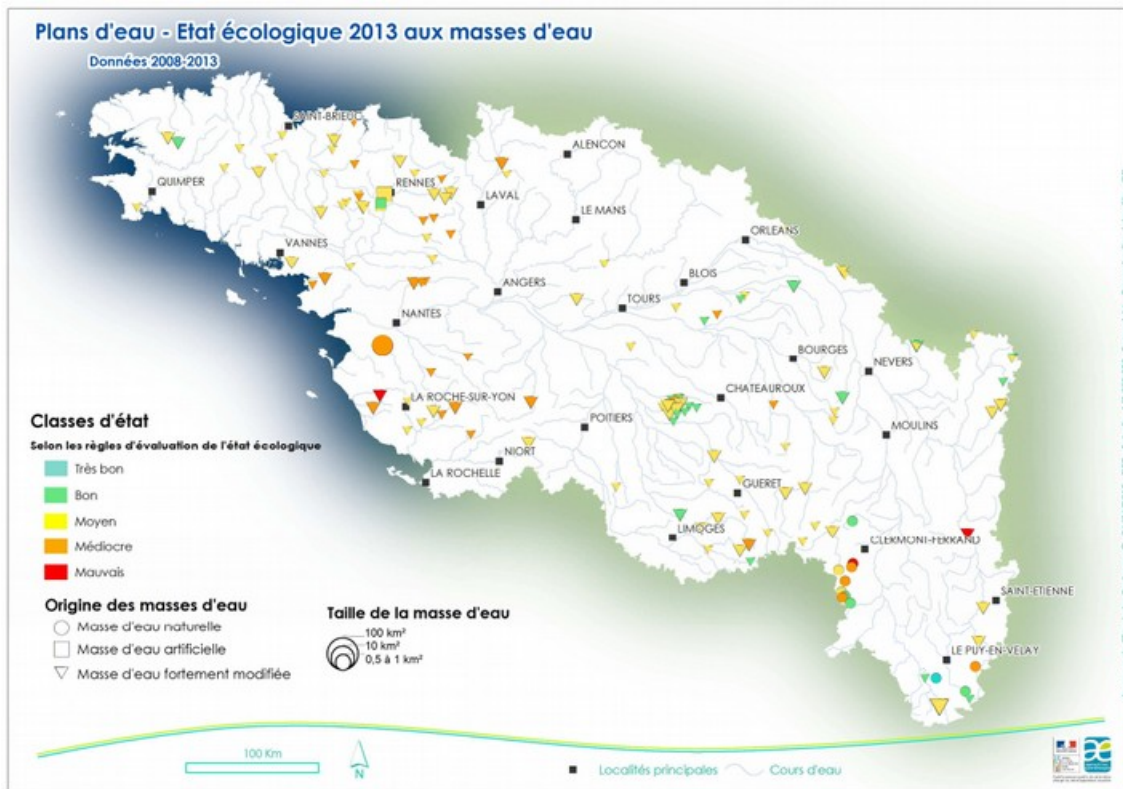 Plans d'eau - Etat écologique 2013 aux masses d'eau
Données 2008-2013
SAINT-BRIEUC
ALENCON
QUIMPER
RENNES
LAVAL
LE MANS
VANNES
ORLEANS
ANGERS
BLOIS
TOURS
NANTES
BOURGES
NEVERS
LA ROCHE-SUR-YON
CHATEAUROUX
POITIERS
MOULINS
NIORT
LA ROCHELLE
GUERET
LIMOGES
CLERMONT-FERRAND
SAINT-ETIENNE
LE PUY-EN-VELAY
Classes d'état
Selon les règles d'évaluation de l'état écologique
Très bon
Bon
Moyen
Médiocre
Mauvais
Origine des masses d'eau
Masse d'eau naturelle
Masse d'eau artificielle
Masse d'eau fortement modifiée
Taille de la masse d'eau
100 km²
10 km²
0,5 à 1 km²
100 Km
N
Localités principales
Cours d'eau